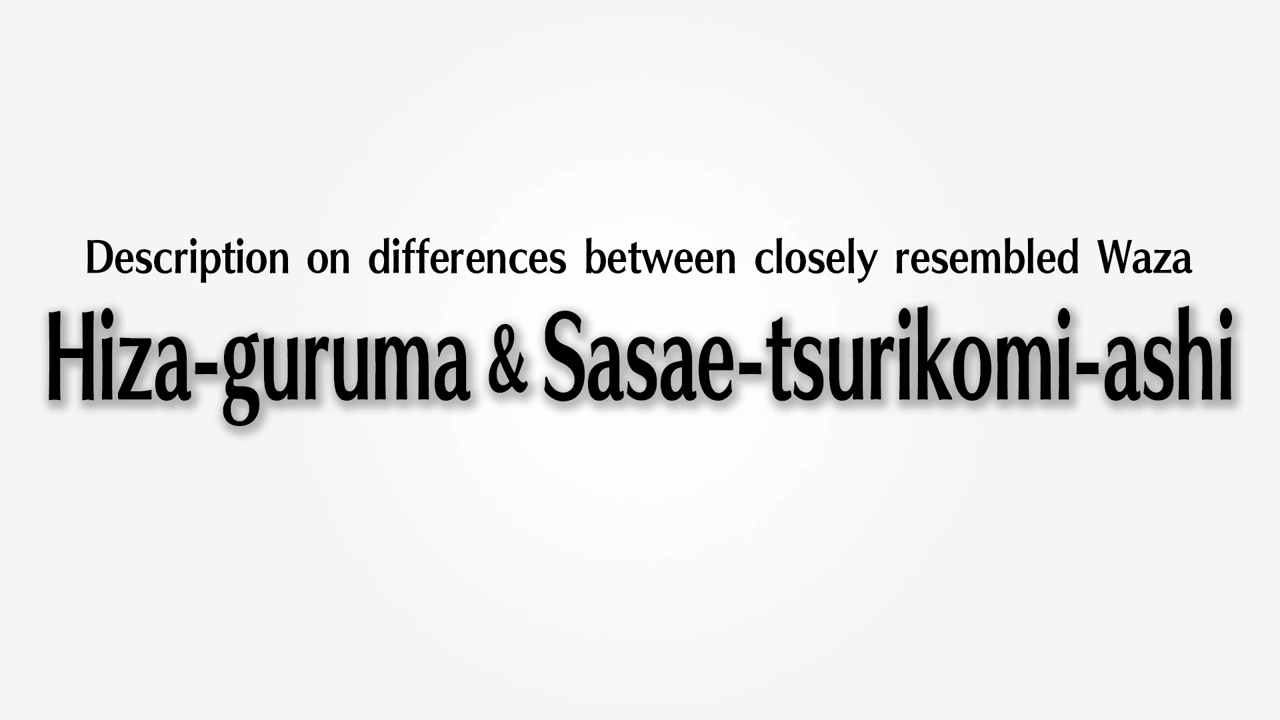 Description on differences between closely resembled Waza
Hiza-guruma & Sasae-tsurikomi-ashi